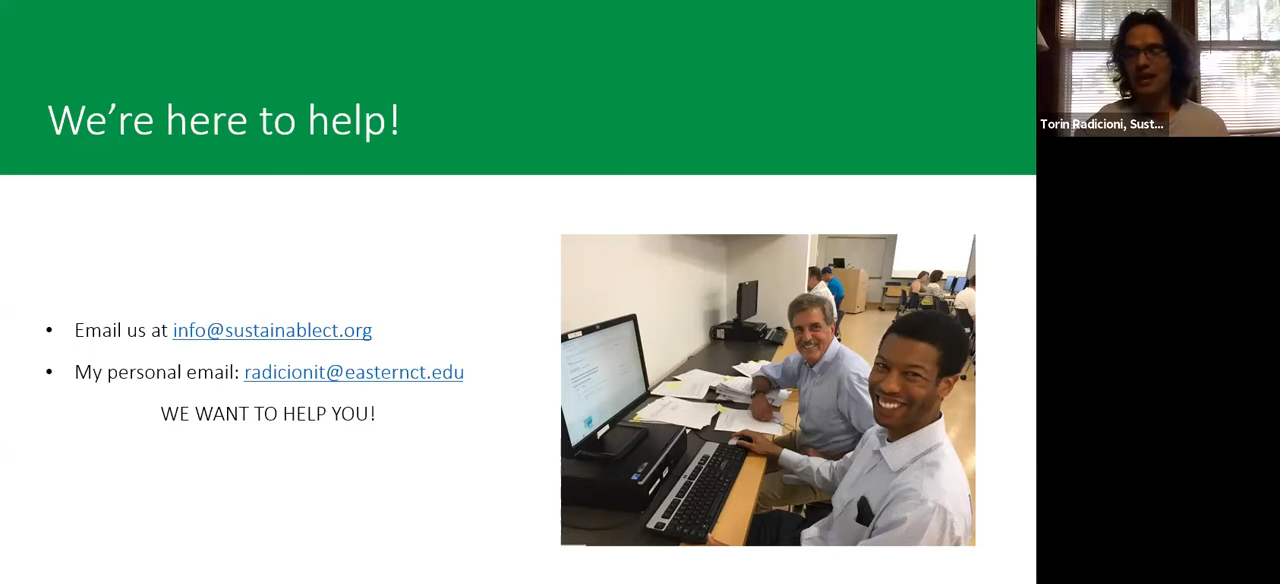 We're here to help!
• Email us at info@sustainablect.org
• My personal email: radicionit@easternct.edu
WE WANT TO HELP YOU!
Torin Radicioni, Sust...